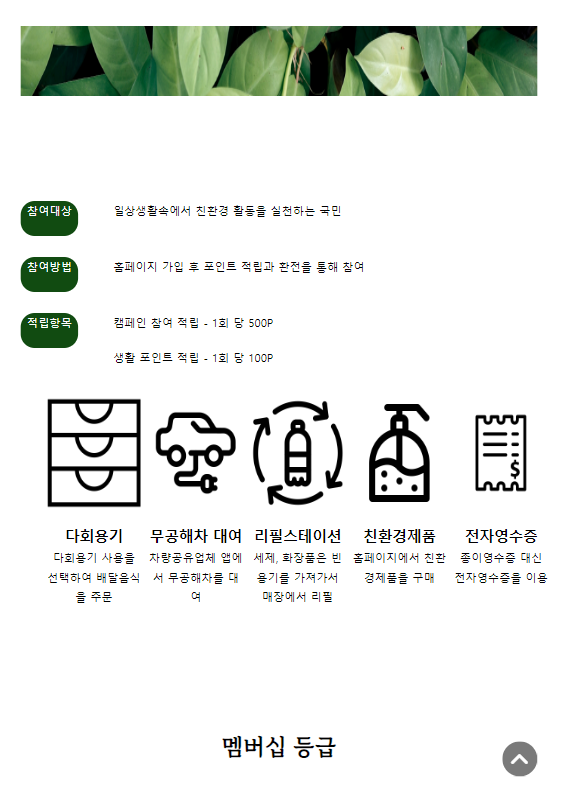 참여대상 일상생활속에서 친환경 활동을 실천하는 국민
참여방법 홈페이지 가입 후 포인트 적립과 환전을 통해 참여
적립항목 캠페인 참여 적립 - 1회 당 500P
생활 포인트 적립 - 1회 당 100P
다회용기
다회용기 사용을
선택하여 배달음식
을 주문
무공해차 대여
차량공유업체 앱에
서 무공해차를 대
여
리필스테이션
세제, 화장품은 빈
용기를 가져가서
매장에서 리필
친환경제품
홈페이지에서 친환
경제품을 구매
$
전자영수증
종이영수증 대신
전자영수증을 이용
멤버십 등급